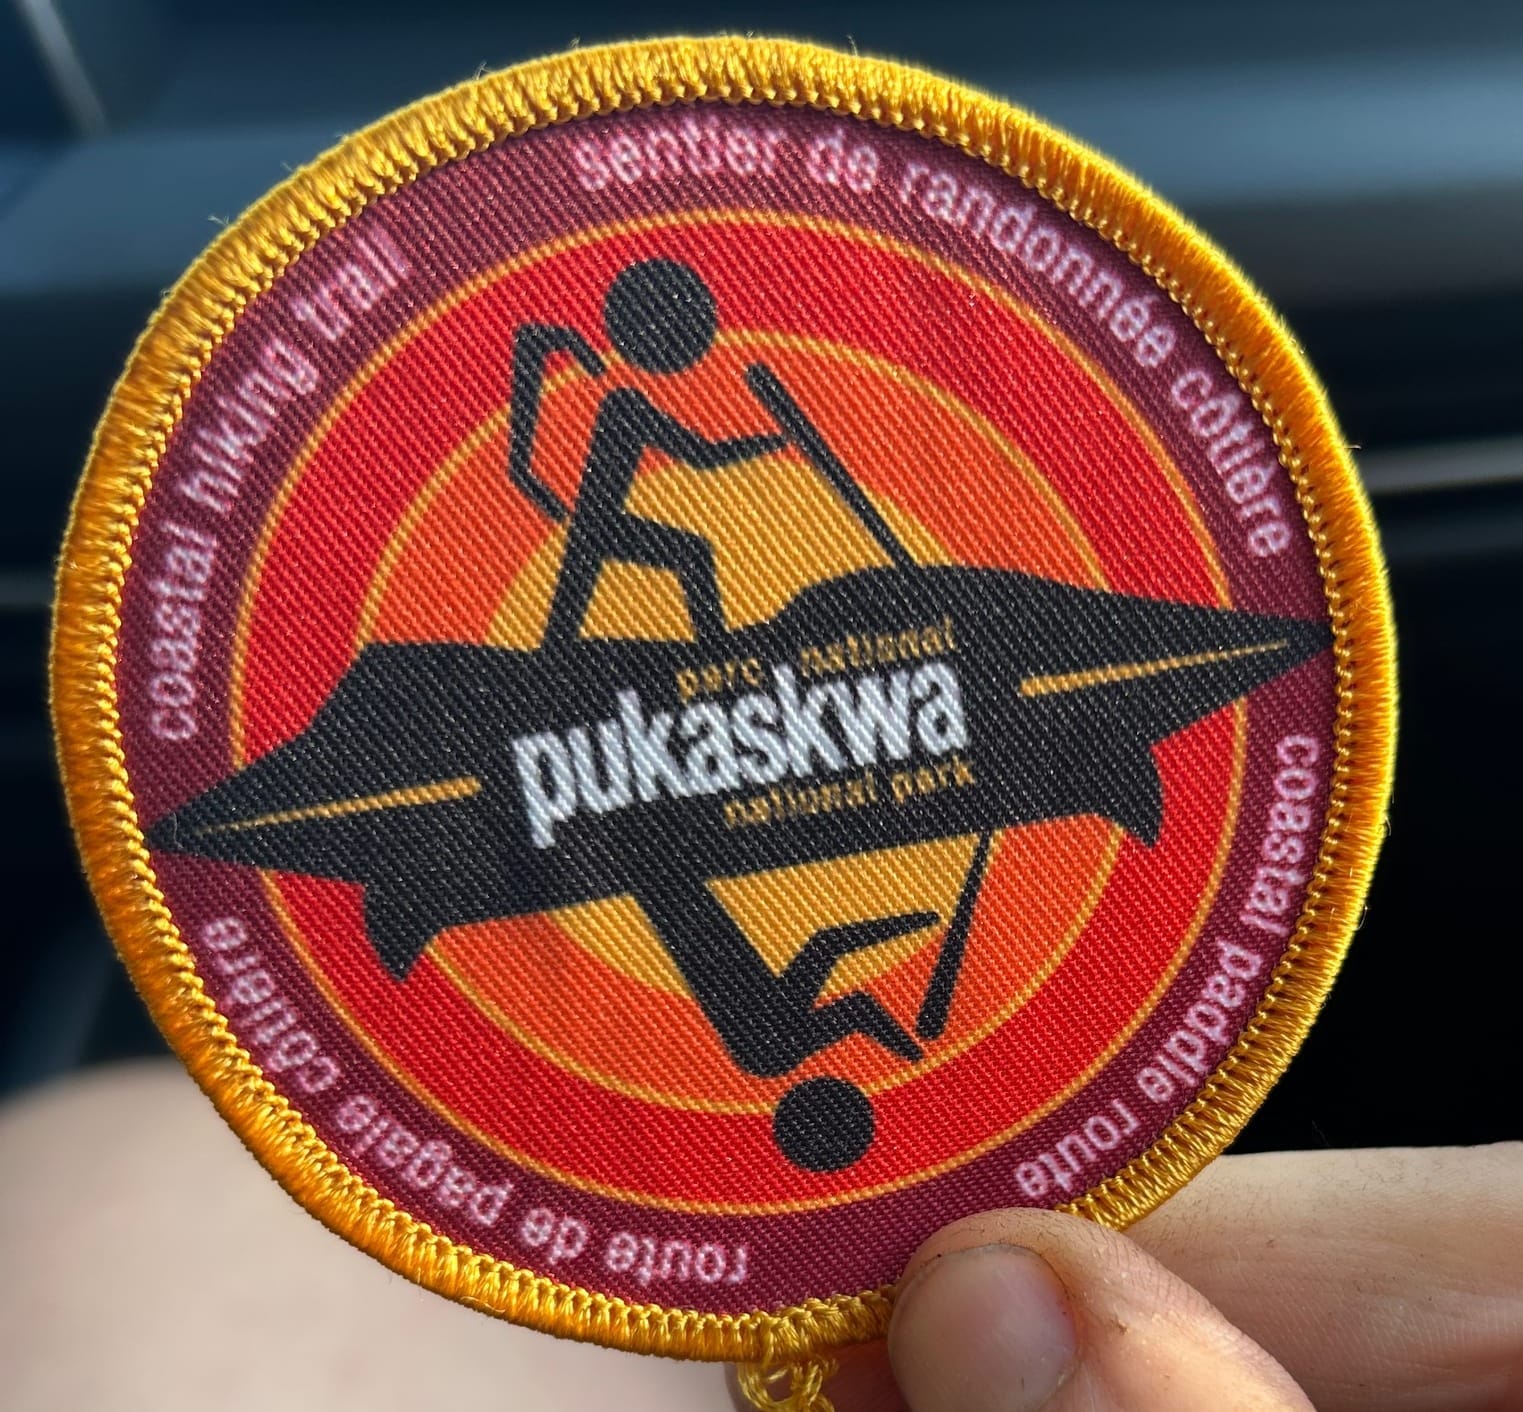 coastal hiking trail
sentier de randonnée côtière
parc national
pukaskwa
national park
coastal paddle route
route de pagaie côtière